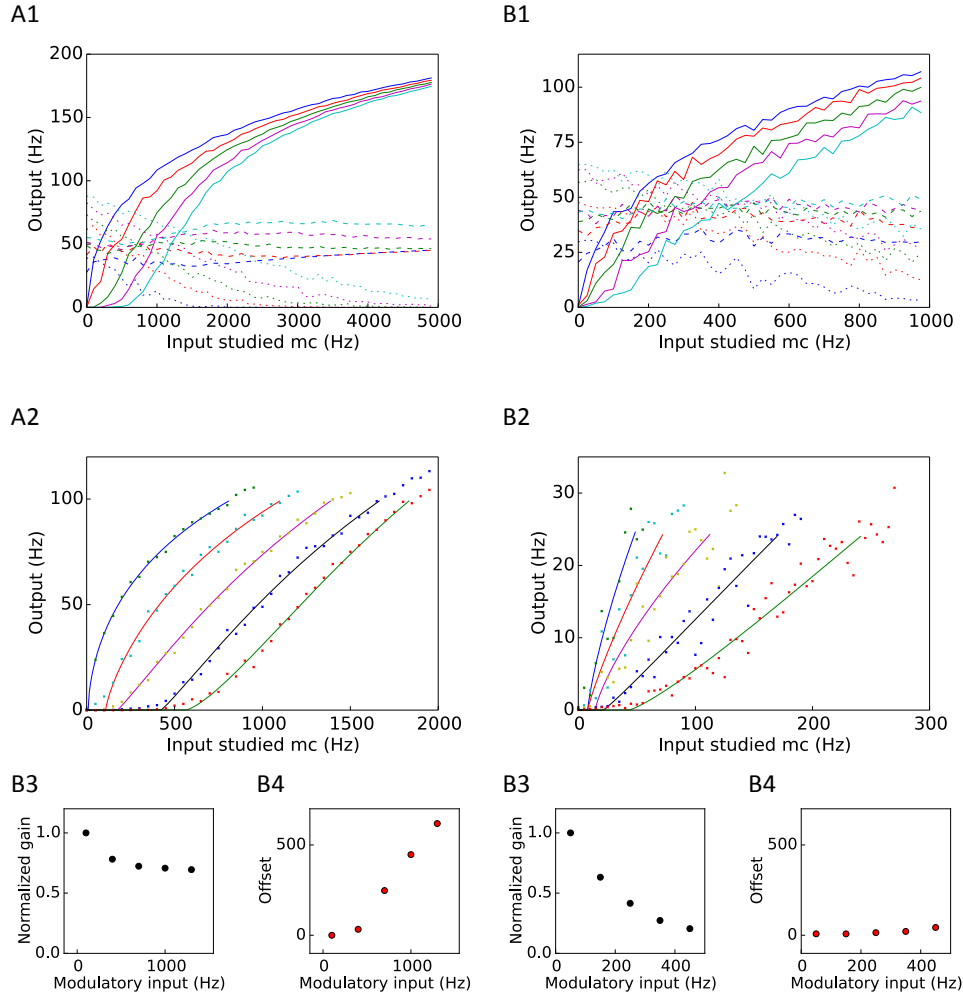 A1
B1
Output (Hz)
200
150
100
50
0
0 1000 2000 3000 4000 5000
Input studied mc (Hz)
Output (Hz)
100
75
50
25
0
0 200 400 600 800 1000
Input studied mc (Hz)
A2
B2
Output (Hz)
100
50
0
0 500 1000 1500 2000
Input studied mc (Hz)
Output (Hz)
30
20
10
0
0 100 200 300
Input studied mc (Hz)
B3
B4
B3
B4
Normalized gain
1.0
0.5
0.0
0 1000
Modulatory input (Hz)
Offset
500
0
0 1000
Modulatory input (Hz)
Normalized gain
1.0
0.5
0.0
0 200 400
Modulatory input (Hz)
Offset
500
0
0 200 400
Modulatory input (Hz)